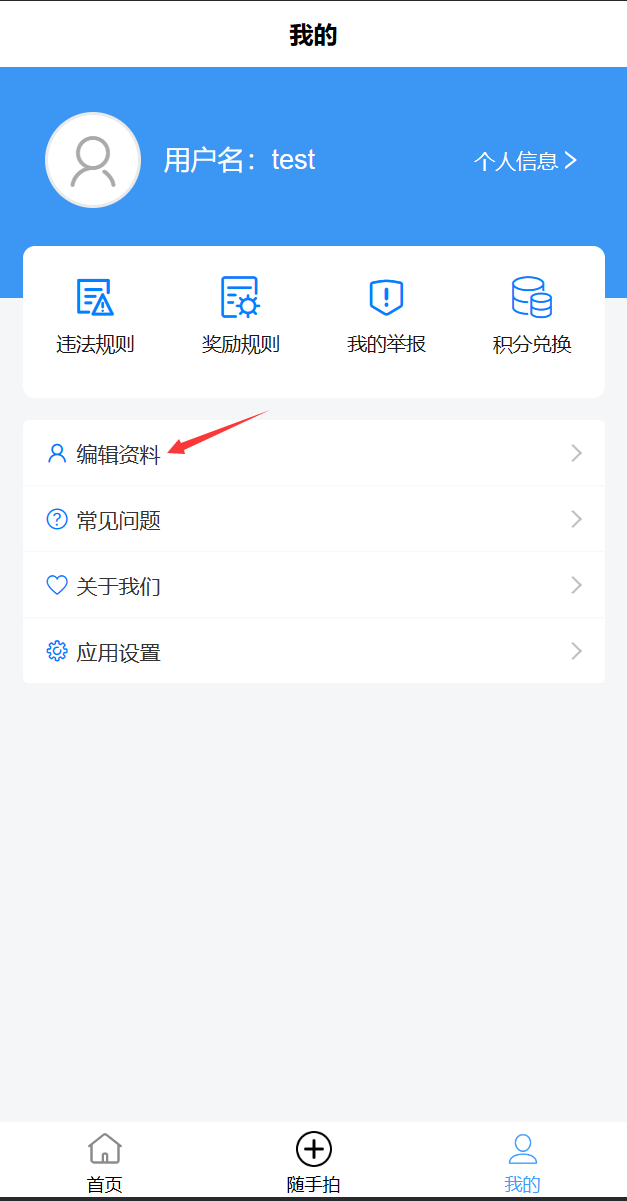 我的
用户名：test
个人信息
违法规则
奖励规则
我的举报
积分兑换
编辑资料
常见问题
关于我们
应用设置
首页
随手拍
我的